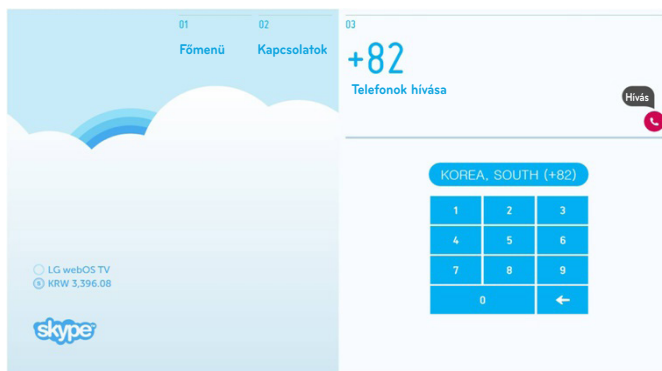 01
Főmenü
02
Kapcsolatok
03
+82
Telefonok hívása
Hívás
KOREA, SOUTH (+82)
1 2 3
4 5 6
7 8 9
0
LG webOS TV
KRW 3,396.08
skype